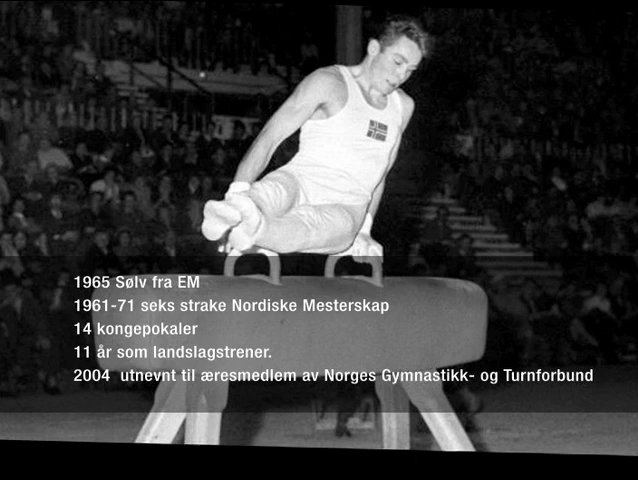 1965 Sølv fra EM
1961-71 seks strake Nordiske Mesterskap
14 kongepokaler
11 år som landslagstrener.
2004 utnevnt til æresmedlem av Norges Gymnastikk- og Turnforbund